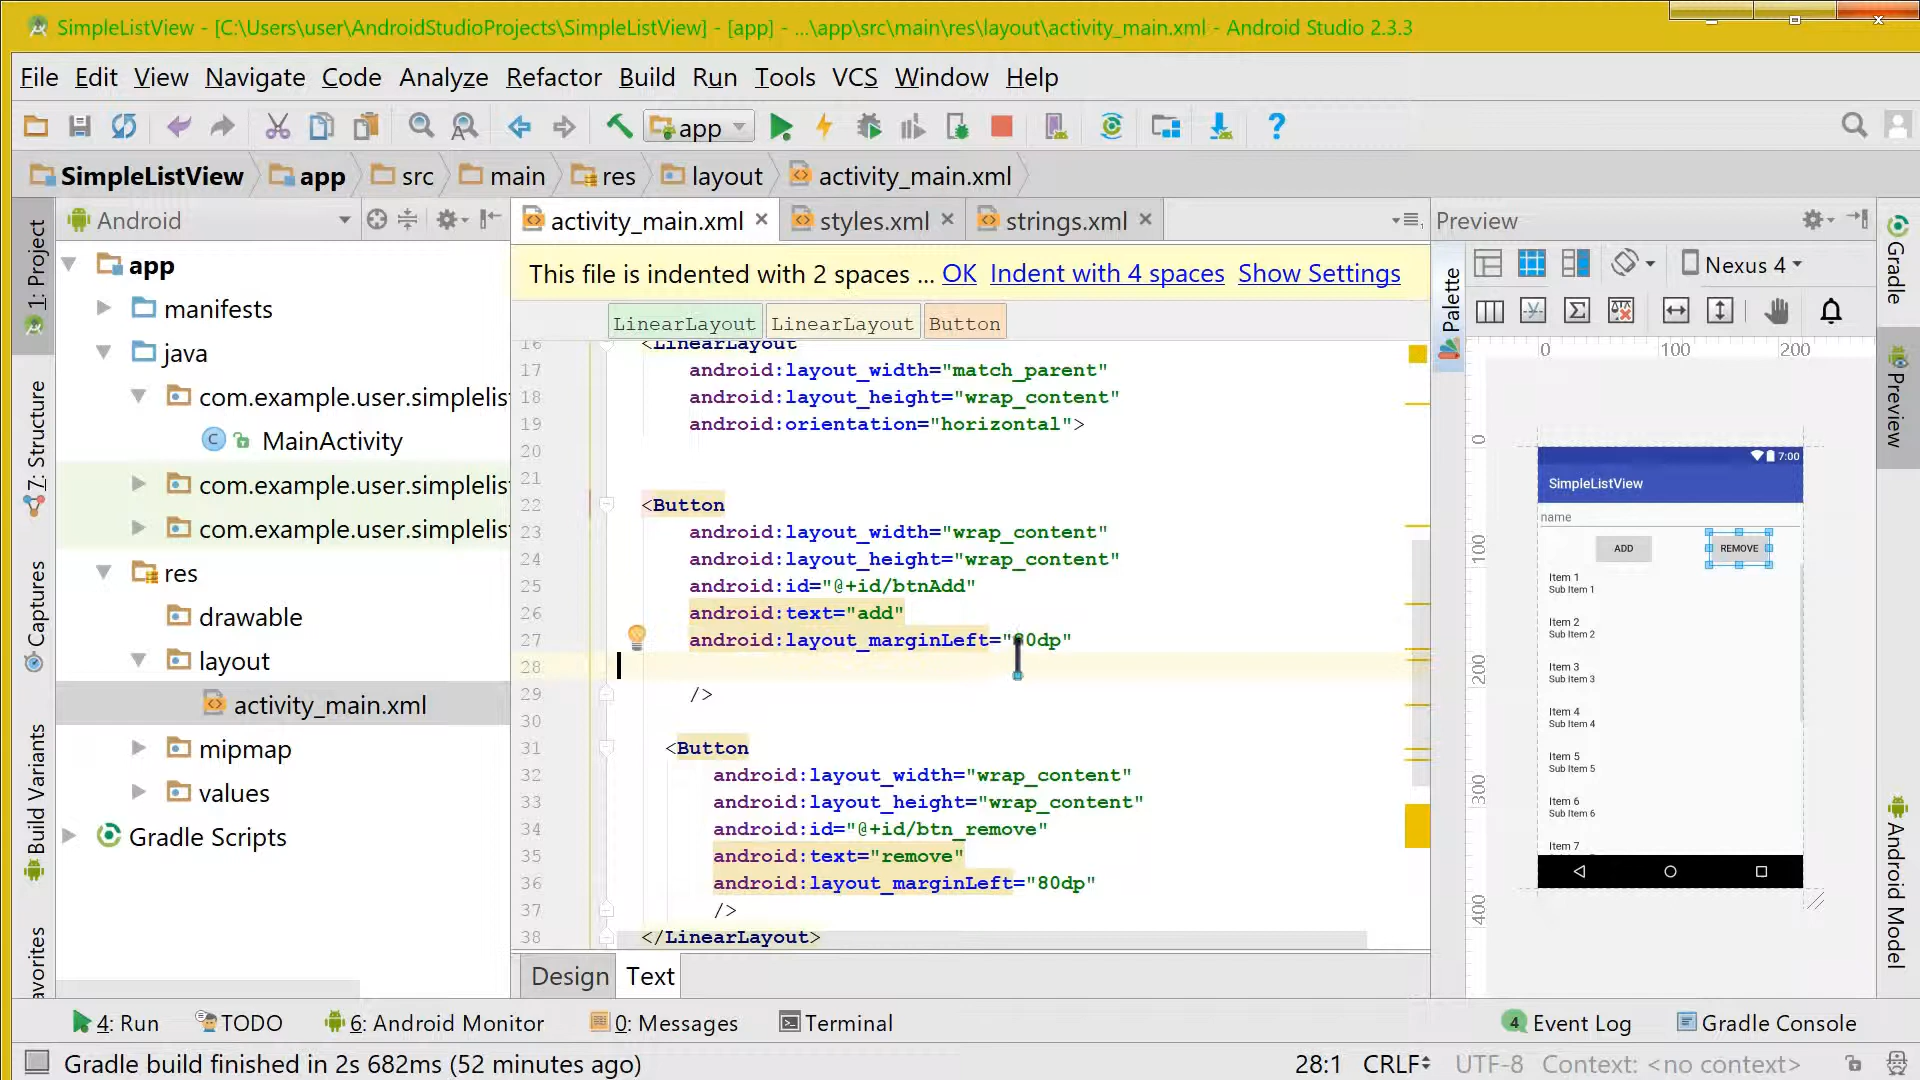 SimpleListView - [C:\Users\user\AndroidStudioProjects\SimpleListView] - [app] - ...\app\src\main\res\layout\activity_main.xml - Android Studio 2.3.3
File Edit View Navigate Code Analyze Refactor Build Run Tools VCS Window Help
app
SimpleListView app src main res layout activity_main.xml
1: Project
7: Structure
Captures
Build Variants
Android
app
manifests
java
com.example.user.simplelis
MainActivity
com.example.user.simplelis
com.example.user.simplelis
res
drawable
layout
activity_main.xml
mipmap
values
Gradle Scripts
activity_main.xml styles.xml strings.xml
This file is indented with 2 spaces ... OK Indent with 4 spaces Show Settings
LinearLayout LinearLayout Button
16 <LinearLayout
17 android:layout_width="match_parent"
18 android:layout_height="wrap_content"
19 android:orientation="horizontal">
20
21
22 <Button
23 android:layout_width="wrap_content"
24 android:layout_height="wrap_content"
25 android:id="@+id/btnAdd"
26 android:text="add"
27 android:layout_marginLeft="80dp"
28
29 />
30
31 <Button
32 android:layout_width="wrap_content"
33 android:layout_height="wrap_content"
34 android:id="@+id/btn_remove"
35 android:text="remove"
36 android:layout_marginLeft="80dp"
37 />
38 </LinearLayout>
Design Text
Preview
Palette
Nexus 4
0 100 200
0
100
200
300
400
7:00
SimpleListView
name
ADD REMOVE
Item 1
Sub Item 1
Item 2
Sub Item 2
Item 3
Sub Item 3
Item 4
Sub Item 4
Item 5
Sub Item 5
Item 6
Sub Item 6
Item 7
Gradle
Preview
Android Model
4: Run TODO 6: Android Monitor 0: Messages Terminal 4 Event Log Gradle Console
Gradle build finished in 2s 682ms (52 minutes ago) 28:1 CRLF UTF-8 Context: <no context>